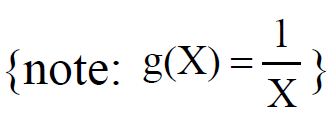 {note: g(X) = 1/X }